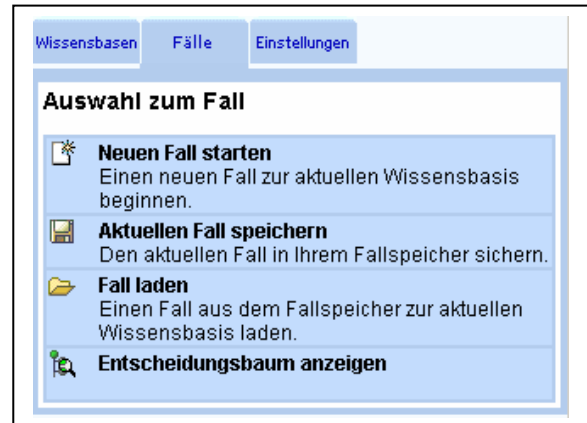 Wissensbasen Fälle Einstellungen
Auswahl zum Fall
Neuen Fall starten
Einen neuen Fall zur aktuellen Wissensbasis
beginnen.
Aktuellen Fall speichern
Den aktuellen Fall in Ihrem Fallspeicher sichern.
Fall laden
Einen Fall aus dem Fallspeicher zur aktuellen
Wissensbasis laden.
Entscheidungsbaum anzeigen